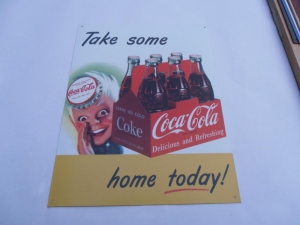 Take some
Coca-Cola
Coke
Coca-Cola
Delicious and Refreshing
home today!